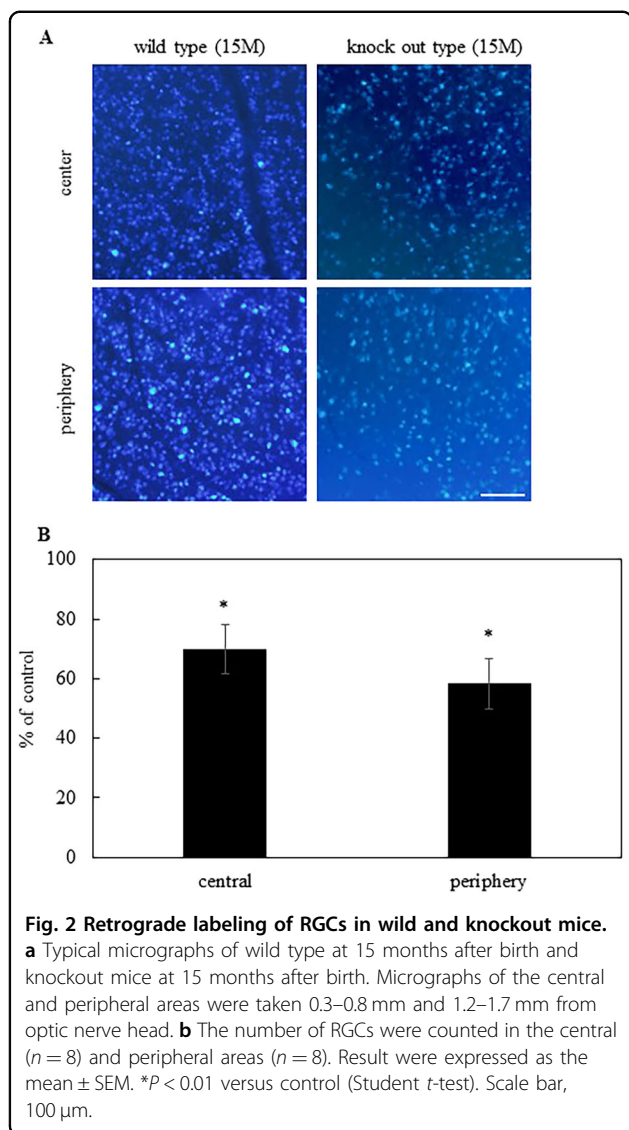 A
wild type (15M) knock out type (15M)
center
periphery
B
100
80
60
40
20
0
% of control
* *
central periphery
Fig. 2 Retrograde labeling of RGCs in wild and knockout mice.
a Typical micrographs of wild type at 15 months after birth and
knockout mice at 15 months after birth. Micrographs of the central
and peripheral areas were taken 0.3–0.8 mm and 1.2–1.7 mm from
optic nerve head. b The number of RGCs were counted in the central
(n = 8) and peripheral areas (n = 8). Result were expressed as the
mean ± SEM. *P < 0.01 versus control (Student t-test). Scale bar,
100 μm.